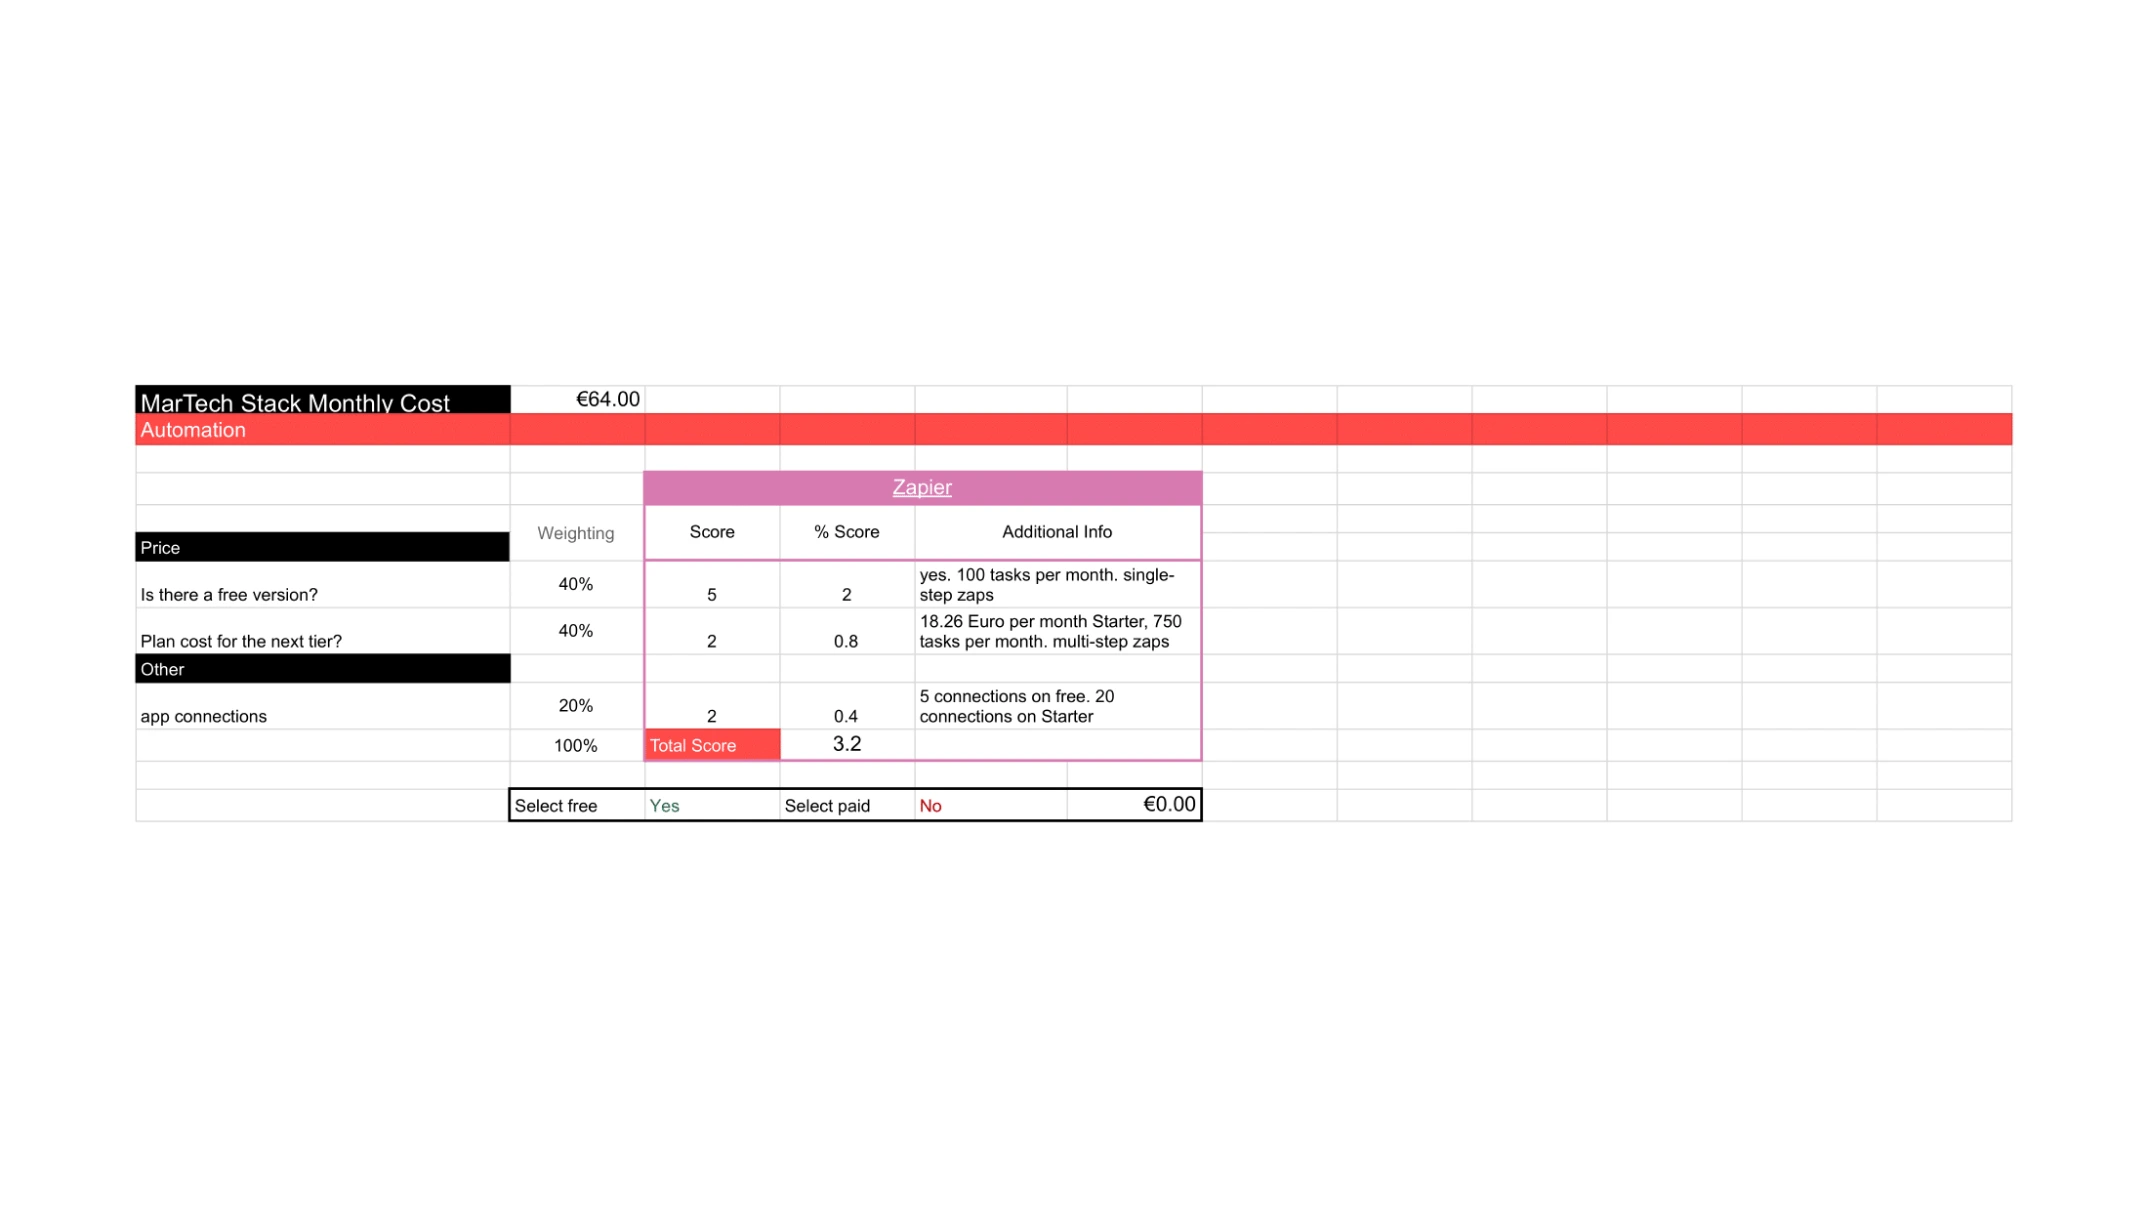 MarTech Stack Monthly Cost €64.00
Automation
Zapier
Weighting Score % Score Additional Info
Price
Is there a free version? 40% 5 2 yes. 100 tasks per month. single-
step zaps
Plan cost for the next tier? 40% 2 0.8 18.26 Euro per month Starter, 750
tasks per month. multi-step zaps
Other
app connections 20% 2 0.4 5 connections on free. 20
connections on Starter
100% Total Score 3.2
Select free Yes Select paid No €0.00